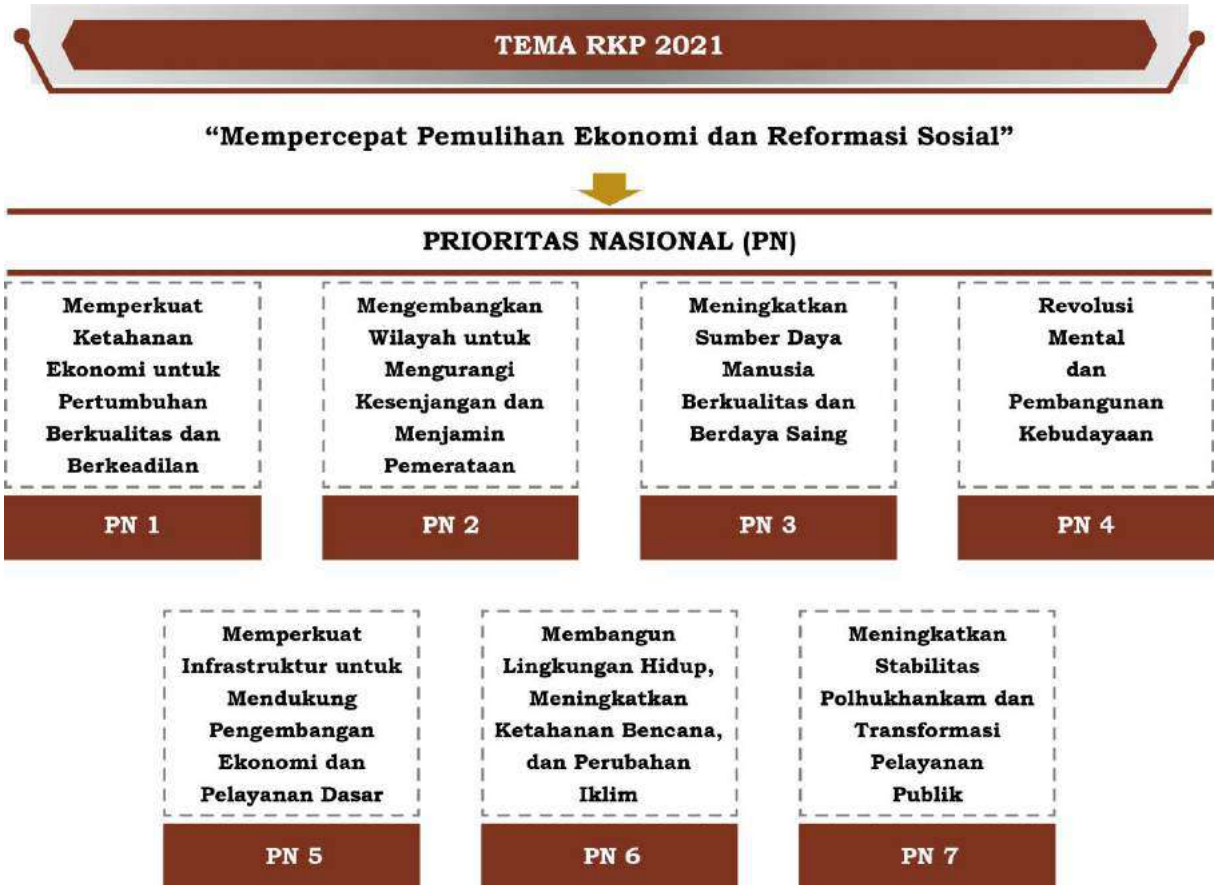 TEMA RKP 2021
“Mempercepat Pemulihan Ekonomi dan Reformasi Sosial”
PRIORITAS NASIONAL (PN)
Memperkuat
Ketahanan
Ekonomi untuk
Pertumbuhan
Berkualitas dan
Berkeadilan
PN 1
Mengembangkan
Wilayah untuk
Mengurangi
Kesenjangan dan
Menjamin
Pemerataan
PN 2
Meningkatkan
Sumber Daya
Manusia
Berkualitas dan
Berdaya Saing
PN 3
Revolusi
Mental
dan
Pembangunan
Kebudayaan
PN 4
Memperkuat
Infrastruktur untuk
Mendukung
Pengembangan
Ekonomi dan
Pelayanan Dasar
PN 5
Membangun
Lingkungan Hidup,
Meningkatkan
Ketahanan Bencana,
dan Perubahan
Iklim
PN 6
Meningkatkan
Stabilitas
Polhukhankam dan
Transformasi
Pelayanan
Publik
PN 7